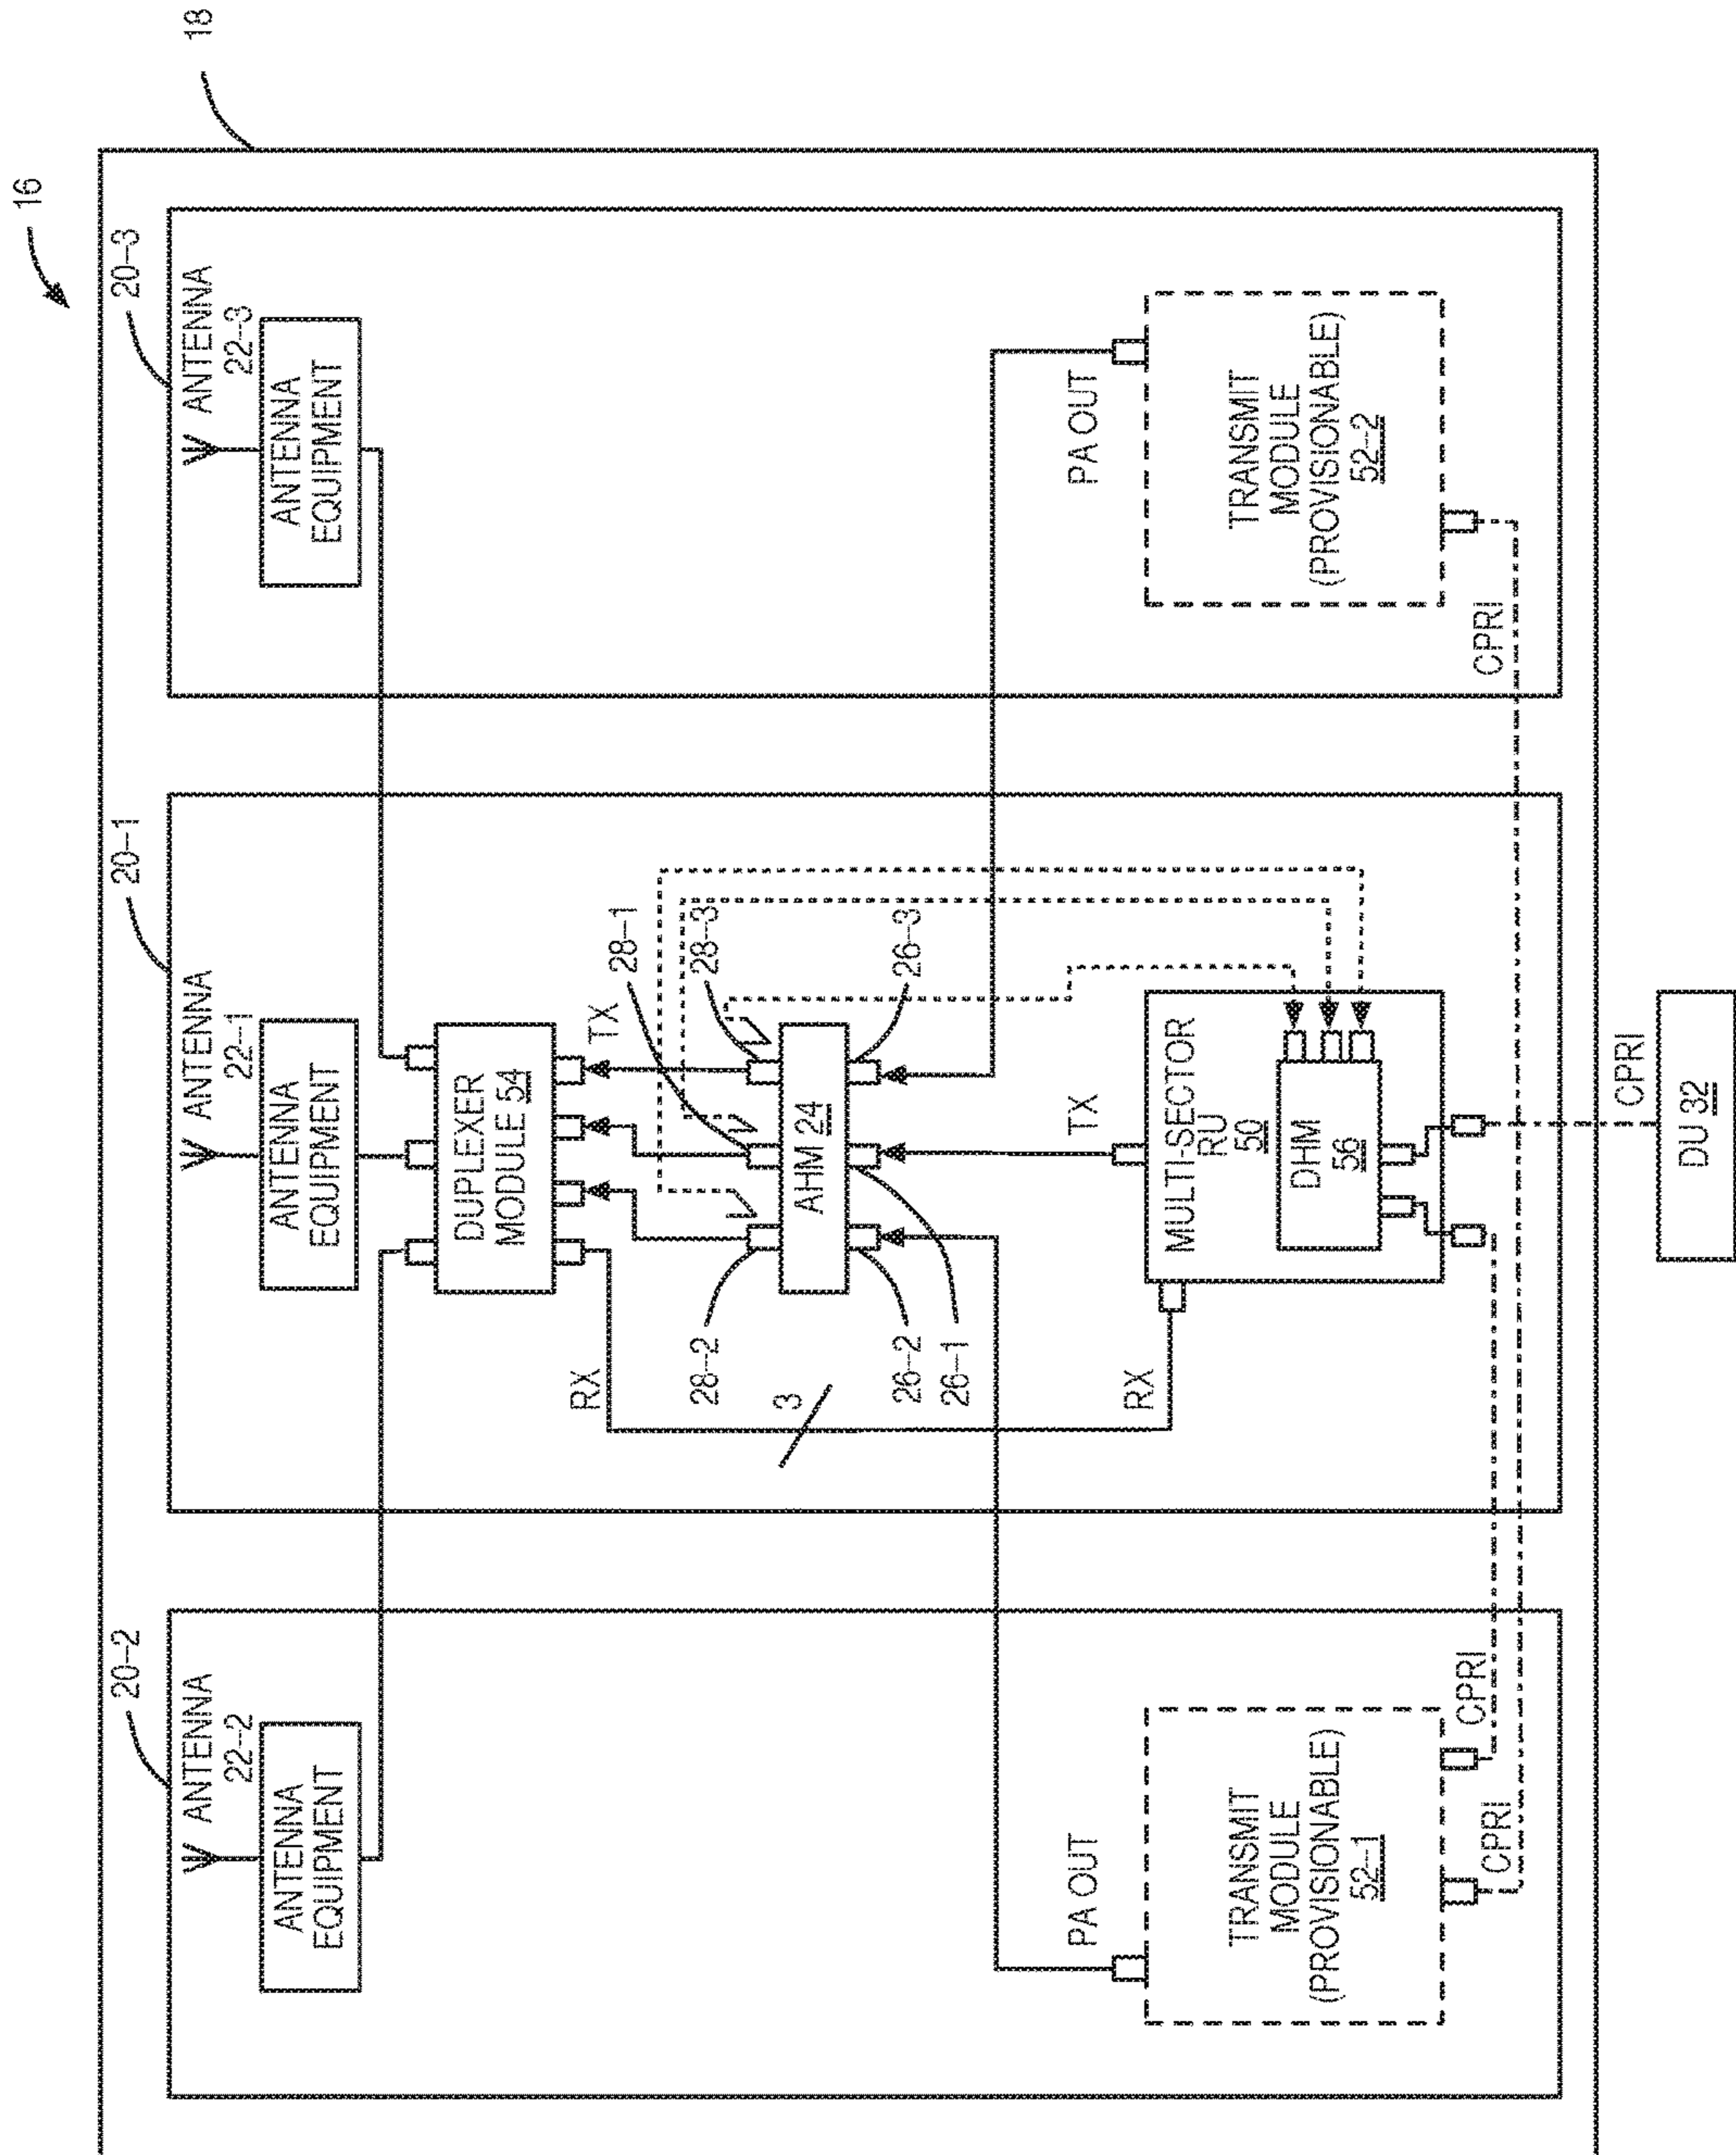 16
18
20-2
ANTENNA
22-2
ANTENNA
EQUIPMENT
PA OUT
TRANSMIT
MODULE
(PROVISIONABLE)
52-1
CPRI
CPRI
20-1
ANTENNA
22-1
ANTENNA
EQUIPMENT
DUPLEXER
MODULE 54
RX
TX
3
28-2
28-1
28-3
AHM 24
26-2
26-1
26-3
RX
TX
MULTI-SECTOR
RU
50
DHM
56
20-3
ANTENNA
22-3
ANTENNA
EQUIPMENT
PA OUT
TRANSMIT
MODULE
(PROVISIONABLE)
52-2
CPRI
CPRI
DU 32